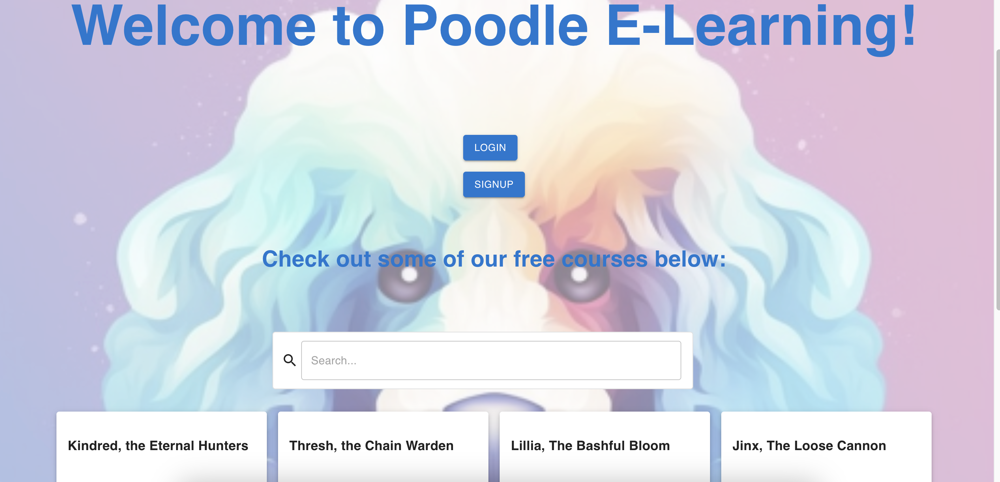 Welcome to Poodle E-Learning!
LOGIN
SIGNUP
Check out some of our free courses below:
Search...
Kindred, the Eternal Hunters
Thresh, the Chain Warden
Lillia, The Bashful Bloom
Jinx, The Loose Cannon